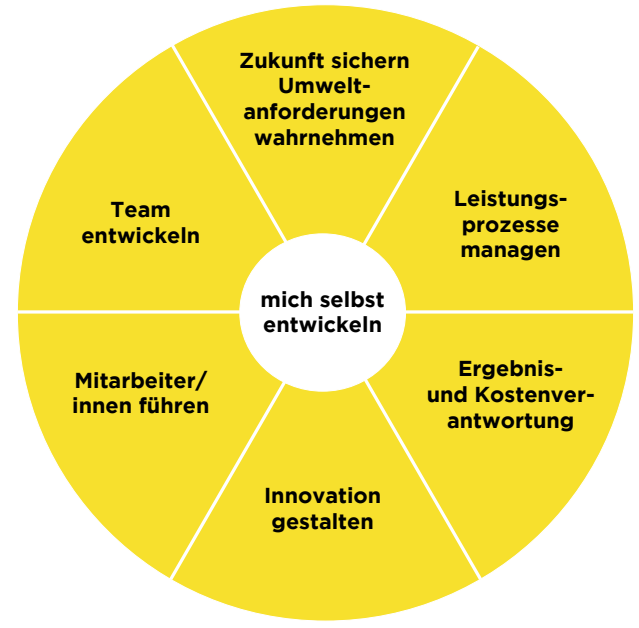 Zukunft sichern
Umwelt-
anforderungen
wahrnehmen
Leistungs-
prozesse
managen
Ergebnis-
und Kostenver-
antwortung
Innovation
gestalten
Mitarbeiter/
innen führen
Team
entwickeln
mich selbst
entwickeln